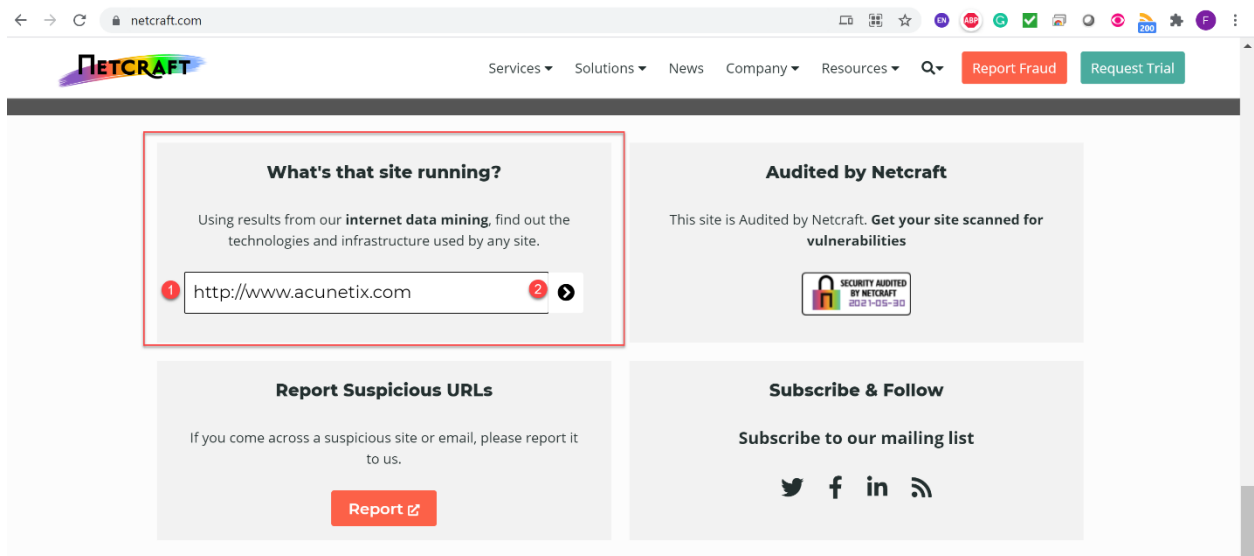 netcraft.com
EN
ABP
G
200
F
NETCRAFT
Services
Solutions
News
Company
Resources
Report Fraud
Request Trial
What's that site running?
Using results from our internet data mining, find out the
technologies and infrastructure used by any site.
1
http://www.acunetix.com
2
Audited by Netcraft
This site is Audited by Netcraft. Get your site scanned for
vulnerabilities
SECURITY AUDITED
BY NETCRAFT
2021-05-30
Report Suspicious URLs
If you come across a suspicious site or email, please report it
to us.
Report
Subscribe & Follow
Subscribe to our mailing list